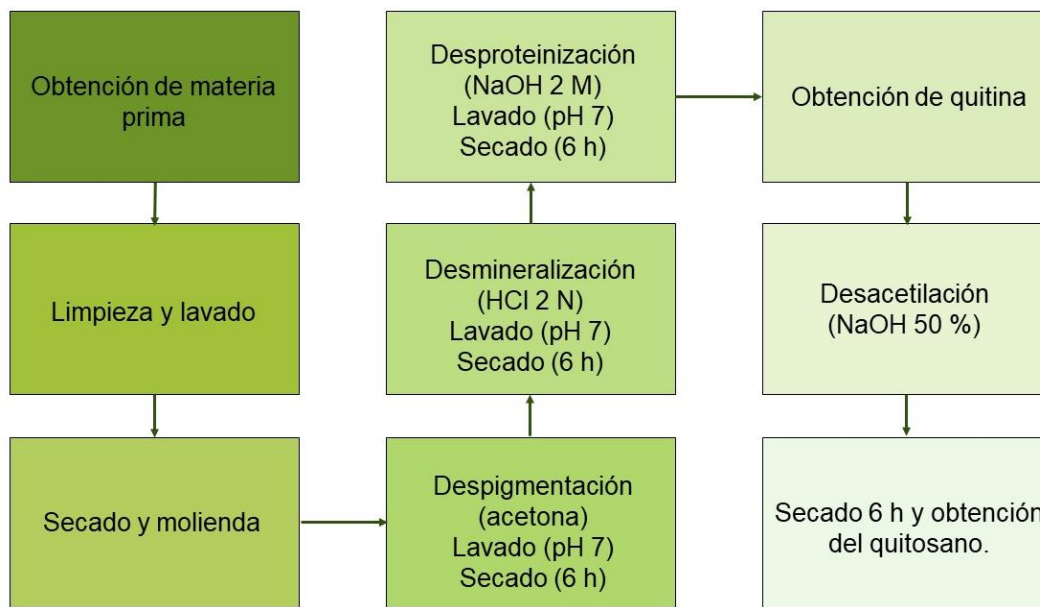 Obtención de materia
prima
Limpieza y lavado
Secado y molienda
Despigmentación
(acetona)
Lavado (pH 7)
Secado (6 h)
Desmineralización
(HCl 2 N)
Lavado (pH 7)
Secado (6 h)
Desproteinización
(NaOH 2 M)
Lavado (pH 7)
Secado (6 h)
Obtención de quitina
Desacetilación
(NaOH 50 %)
Secado 6 h y obtención
del quitosano.